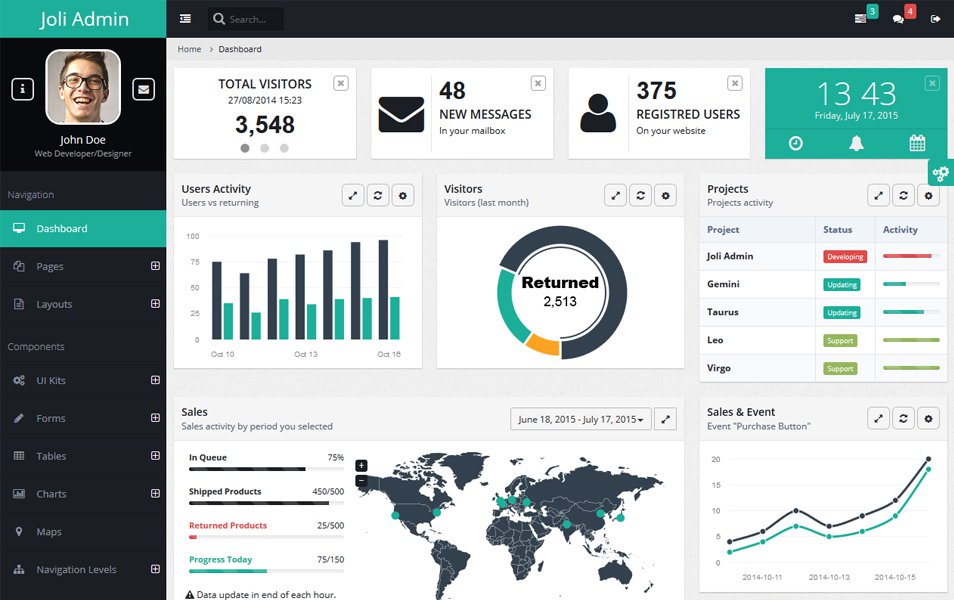 Joli Admin
Search...
3
4
John Doe
Web Developer/Designer
Navigation
Dashboard
Pages
Layouts
Components
UI Kits
Forms
Tables
Charts
Maps
Navigation Levels
Home > Dashboard
TOTAL VISITORS
27/08/2014 15:23
3,548
48
NEW MESSAGES
In your mailbox
375
REGISTRED USERS
On your website
13 43
Friday, July 17, 2015
Users Activity
Users vs returning
100
75
50
25
0
Oct 10
Oct 13
Oct 16
Visitors
Visitors (last month)
Returned
2,513
Projects
Projects activity
Project Status Activity
Joli Admin Developing
Gemini Updating
Taurus Updating
Leo Support
Virgo Support
Sales
Sales activity by period you selected
June 18, 2015 - July 17, 2015
In Queue 75%
Shipped Products 450/500
Returned Products 25/500
Progress Today 75/150
Data update in end of each hour.
+
−
Sales & Event
Event "Purchase Button"
20
15
10
5
0
2014-10-11
2014-10-13
2014-10-15